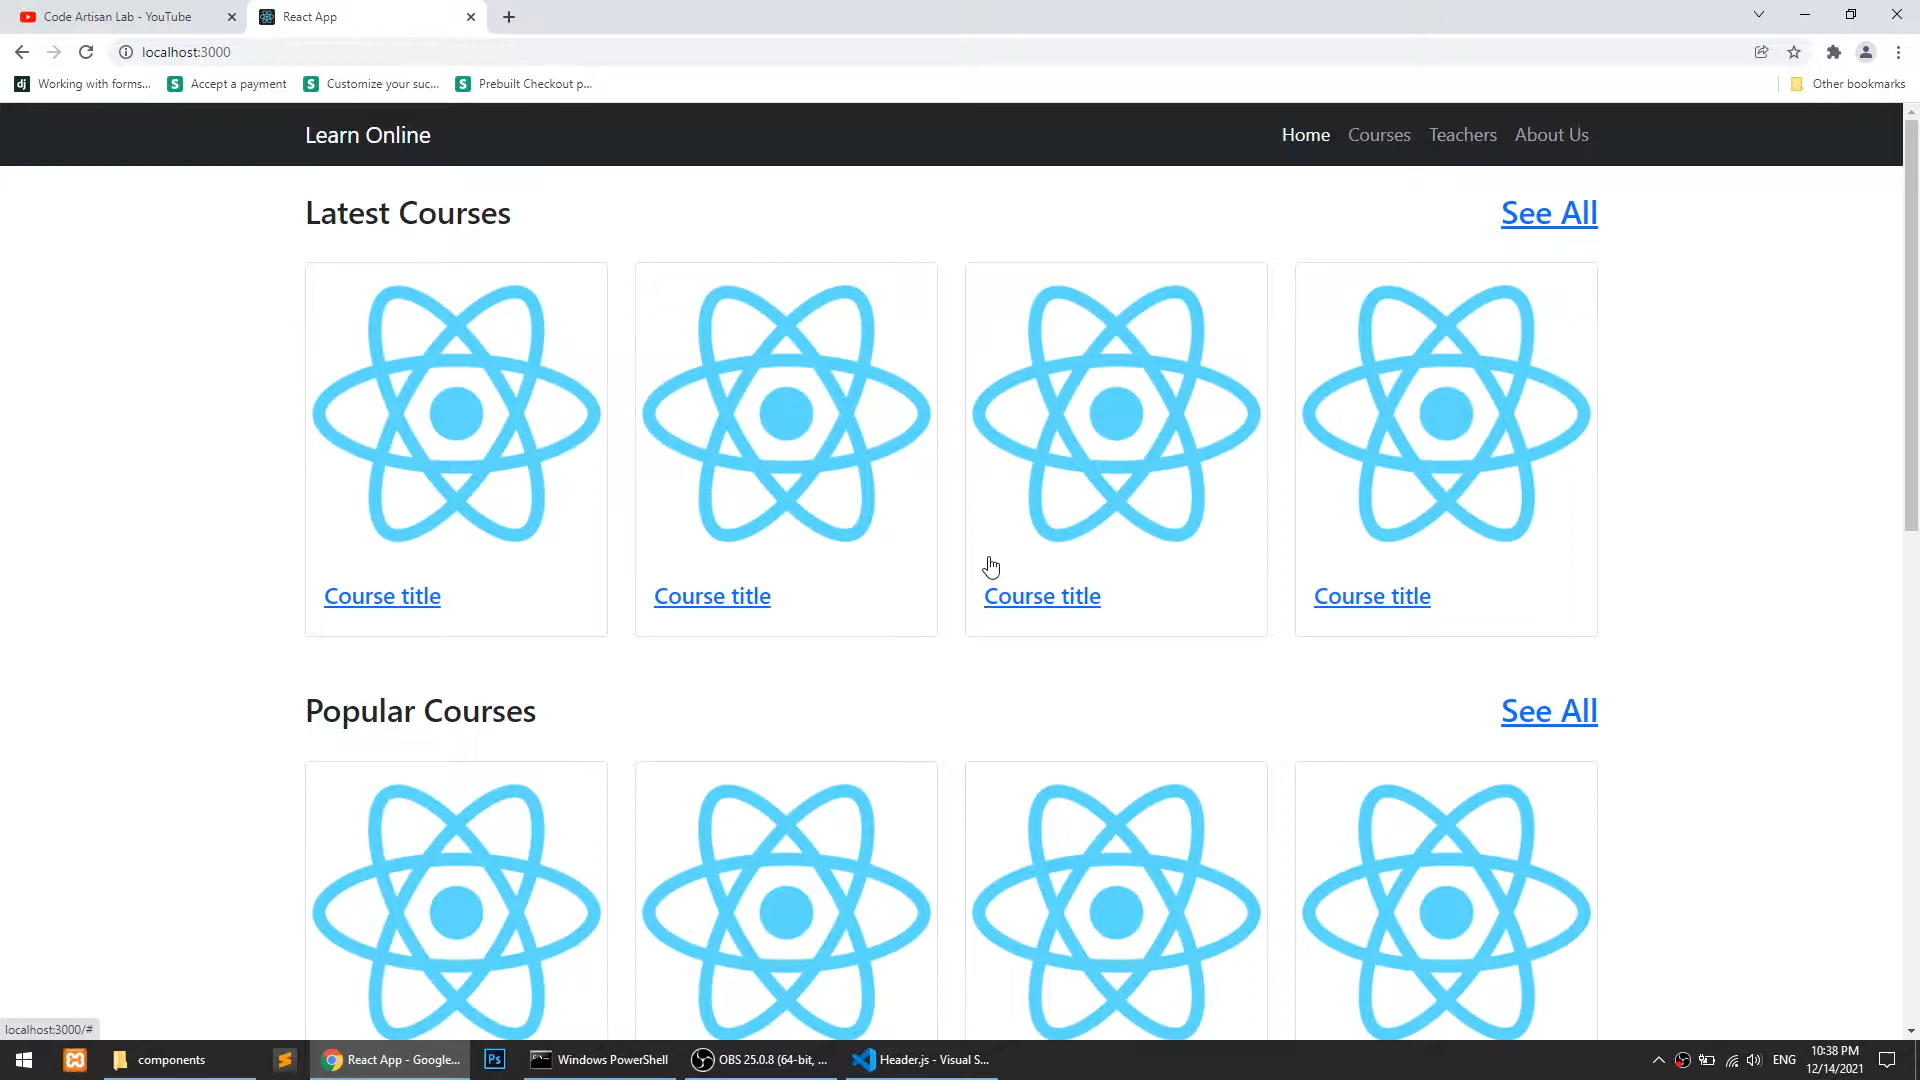 Code Artisan Lab - YouTube
React App
localhost:3000
dj Working with forms...
S Accept a payment
S Customize your suc...
S Prebuilt Checkout p...
Other bookmarks
Learn Online
Home Courses Teachers About Us
Latest Courses
See All
Course title
Course title
Course title
Course title
Popular Courses
See All
localhost:3000/#
components
React App - Google...
Ps
Windows PowerShell
OBS 25.0.8 (64-bit, ...
Header.js - Visual S...
ENG
10:38 PM
12/14/2021